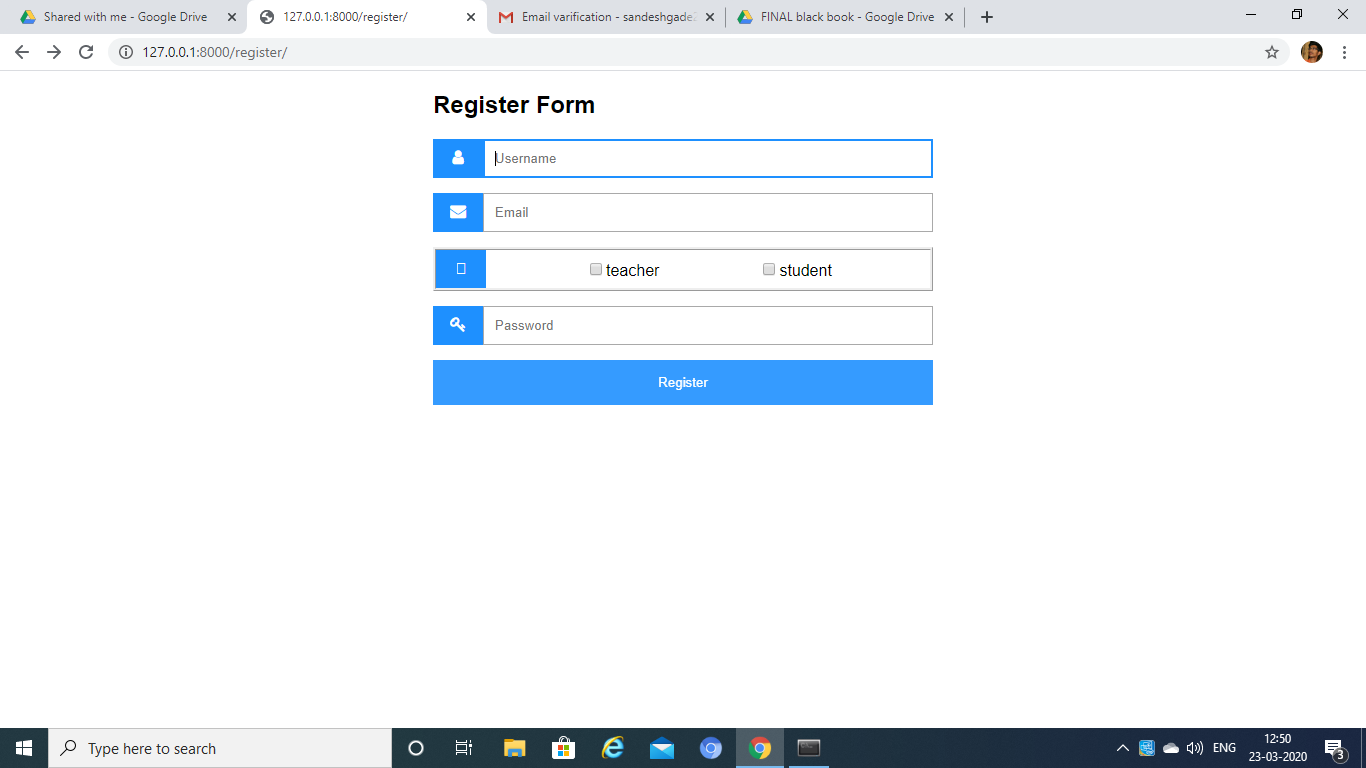 Shared with me - Google Drive
127.0.0.1:8000/register/
Email varification - sandeshgade
FINAL black book - Google Drive
127.0.0.1:8000/register/
Register Form
Username
Email
teacher student
Password
Register
Type here to search
ENG
12:50
23-03-2020
3